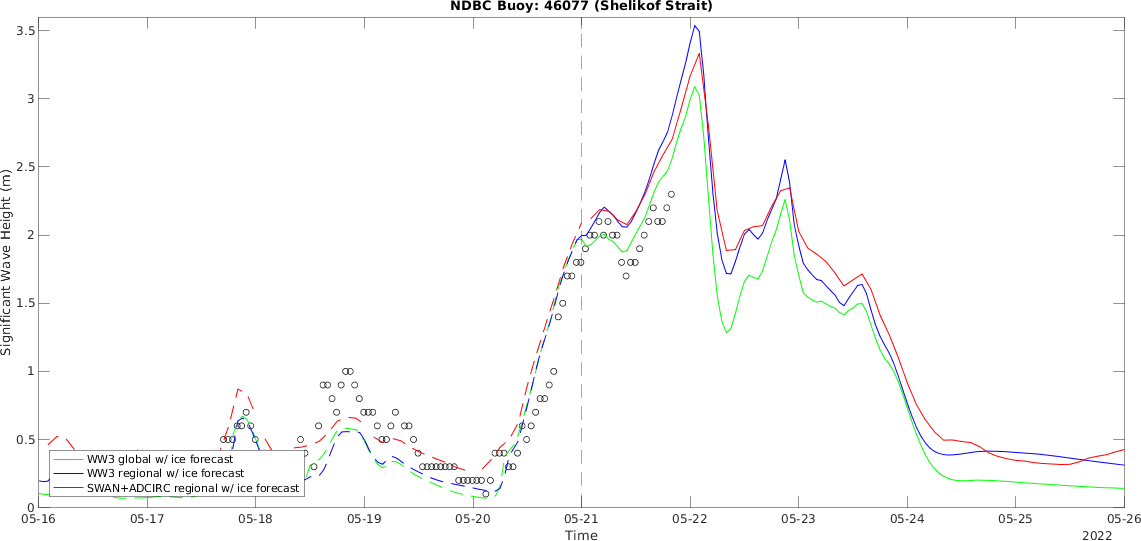 NDBC Buoy: 46077 (Shelikof Strait)
3.5
3
2.5
2
1.5
1
0.5
0
Significant Wave Height (m)
WW3 global w/ ice forecast
WW3 regional w/ ice forecast
SWAN+ADCIRC regional w/ ice forecast
05-16 05-17 05-18 05-19 05-20 05-21 05-22 05-23 05-24 05-25 05-26
Time
2022